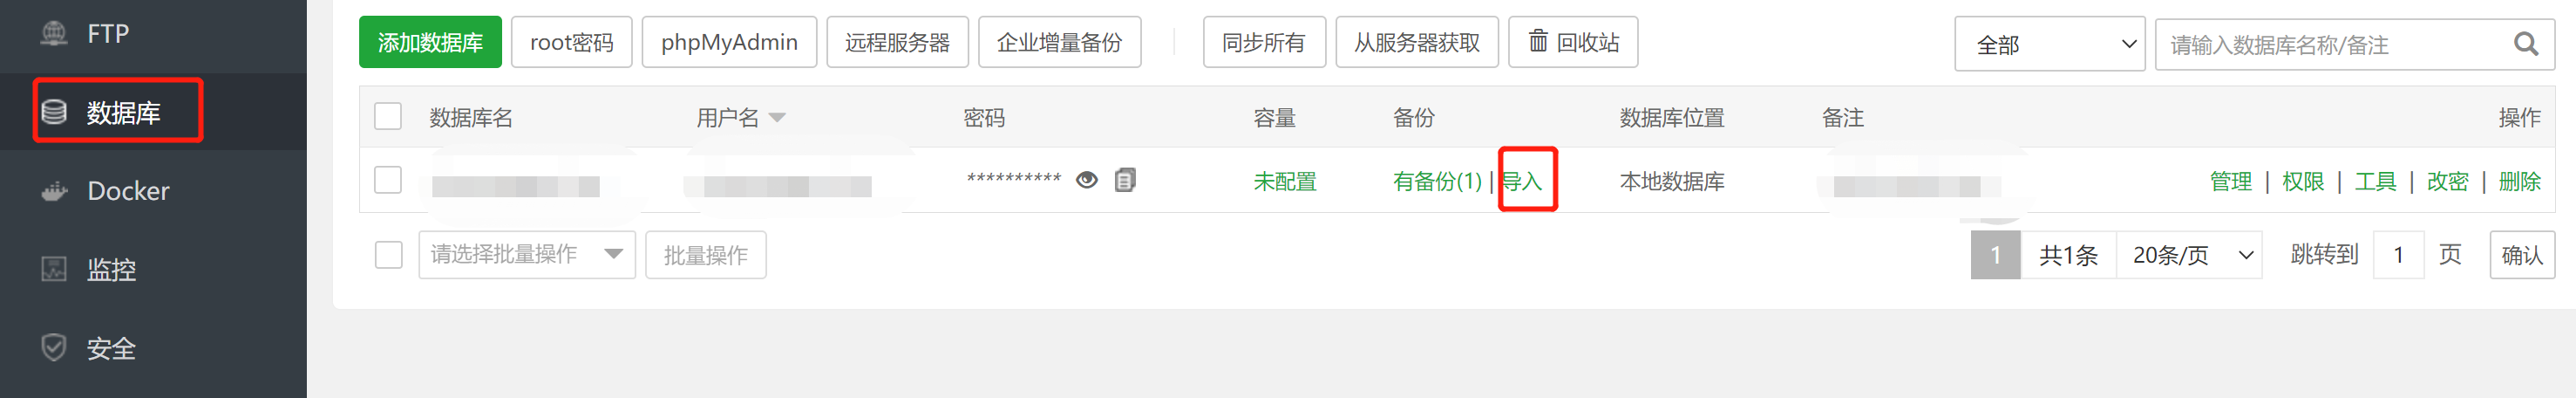 FTP
数据库
Docker
监控
安全
添加数据库 root密码 phpMyAdmin 远程服务器 企业增量备份 同步所有 从服务器获取 回收站 全部 请输入数据库名称/备注
数据库名 用户名 密码 容量 备份 数据库位置 备注 操作
********** 未配置 有备份(1) | 导入 本地数据库 管理 | 权限 | 工具 | 改密 | 删除
请选择批量操作 批量操作 1 共1条 20条/页 跳转到 1 页 确认